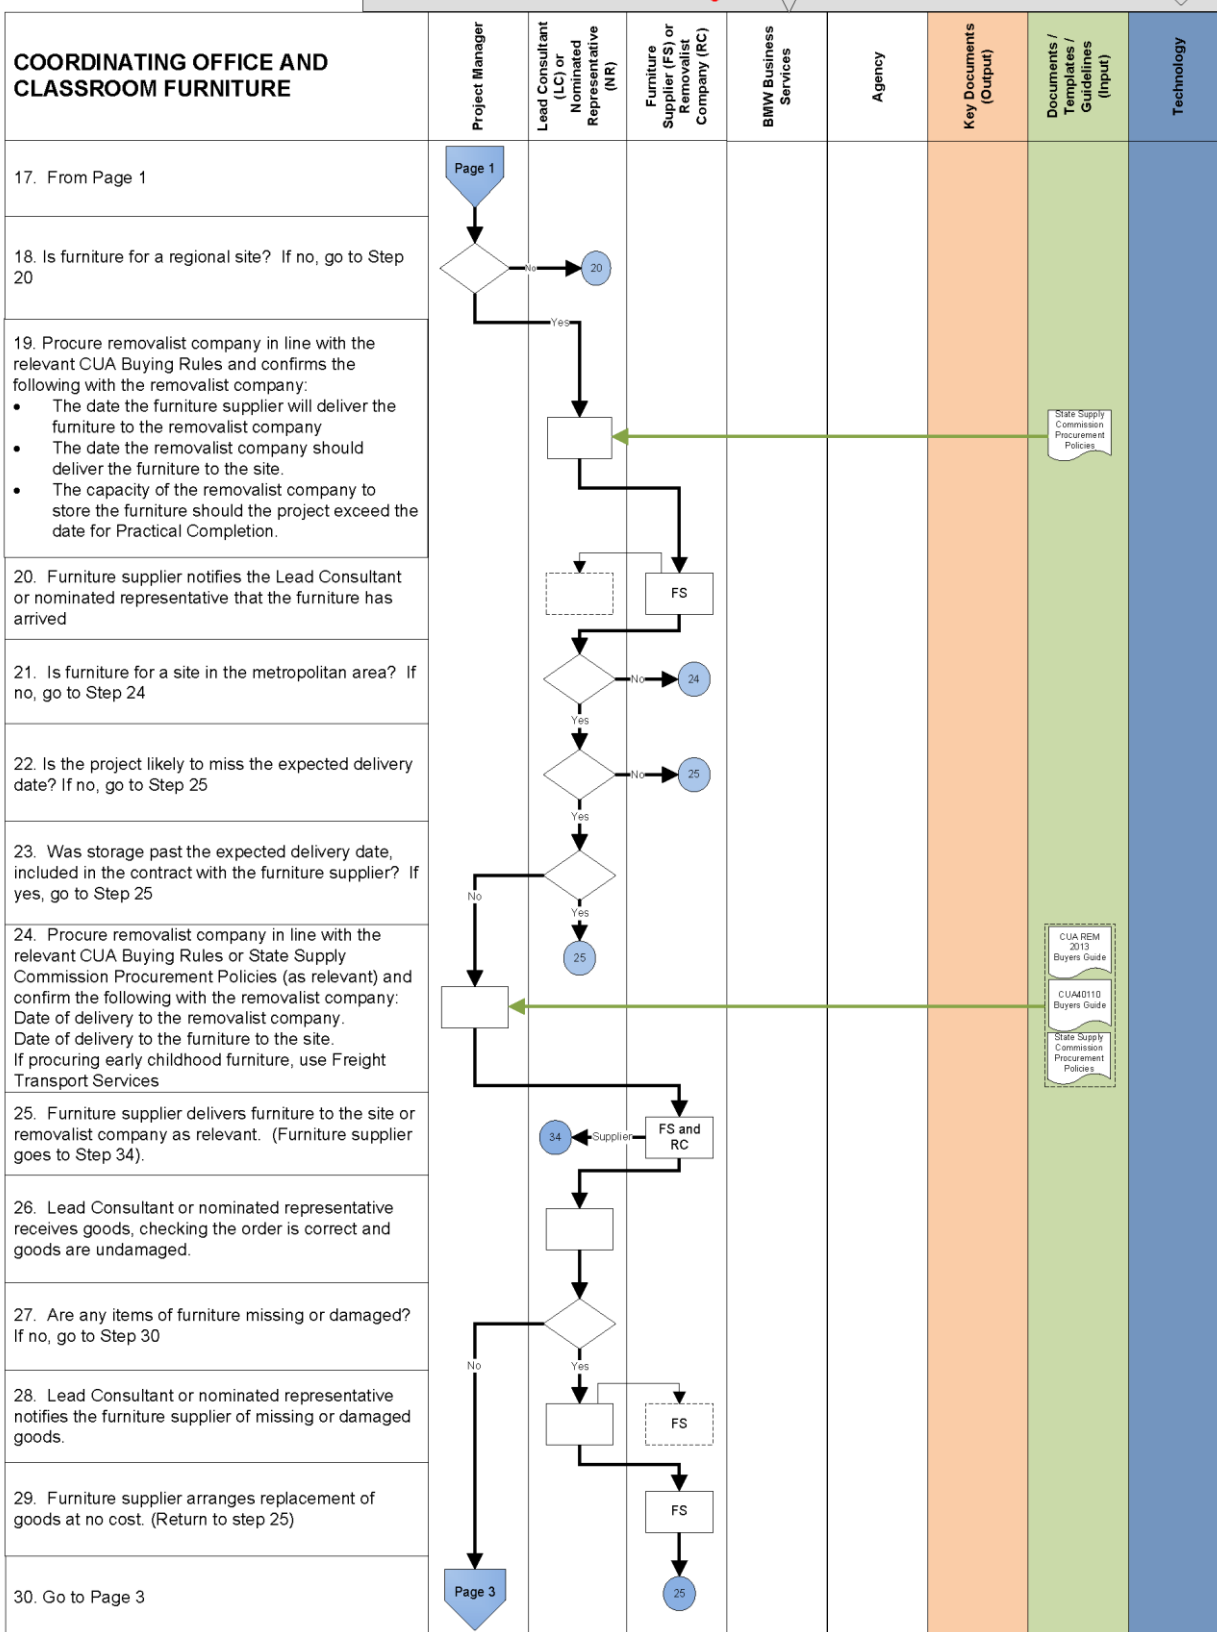 COORDINATING OFFICE AND
CLASSROOM FURNITURE
Project Manager
Lead Consultant
(LC) or
Nominated
Representative
(NR)
Furniture
Supplier (FS) or
Removalist
Company (RC)
BMW Business
Services
Agency
Key Documents
(Output)
Documents /
Templates /
Guidelines
(Input)
Technology
17. From Page 1
Page 1
18. Is furniture for a regional site? If no, go to Step
20
No
20
Yes
19. Procure removalist company in line with the
relevant CUA Buying Rules and confirms the
following with the removalist company:
• The date the furniture supplier will deliver the
furniture to the removalist company
• The date the removalist company should
deliver the furniture to the site.
• The capacity of the removalist company to
store the furniture should the project exceed the
date for Practical Completion.
State Supply
Commission
Procurement
Policies
20. Furniture supplier notifies the Lead Consultant
or nominated representative that the furniture has
arrived
FS
21. Is furniture for a site in the metropolitan area? If
no, go to Step 24
No
24
Yes
22. Is the project likely to miss the expected delivery
date? If no, go to Step 25
No
25
Yes
23. Was storage past the expected delivery date,
included in the contract with the furniture supplier? If
yes, go to Step 25
No
Yes
25
24. Procure removalist company in line with the
relevant CUA Buying Rules or State Supply
Commission Procurement Policies (as relevant) and
confirm the following with the removalist company:
Date of delivery to the removalist company.
Date of delivery to the furniture to the site.
If procuring early childhood furniture, use Freight
Transport Services
CUA REM
2013
Buyers Guide
CUA40110
Buyers Guide
State Supply
Commission
Procurement
Policies
25. Furniture supplier delivers furniture to the site or
removalist company as relevant. (Furniture supplier
goes to Step 34).
34
Supplier
FS and
RC
26. Lead Consultant or nominated representative
receives goods, checking the order is correct and
goods are undamaged.
27. Are any items of furniture missing or damaged?
If no, go to Step 30
No
Yes
28. Lead Consultant or nominated representative
notifies the furniture supplier of missing or damaged
goods.
FS
29. Furniture supplier arranges replacement of
goods at no cost. (Return to step 25)
FS
30. Go to Page 3
Page 3
25